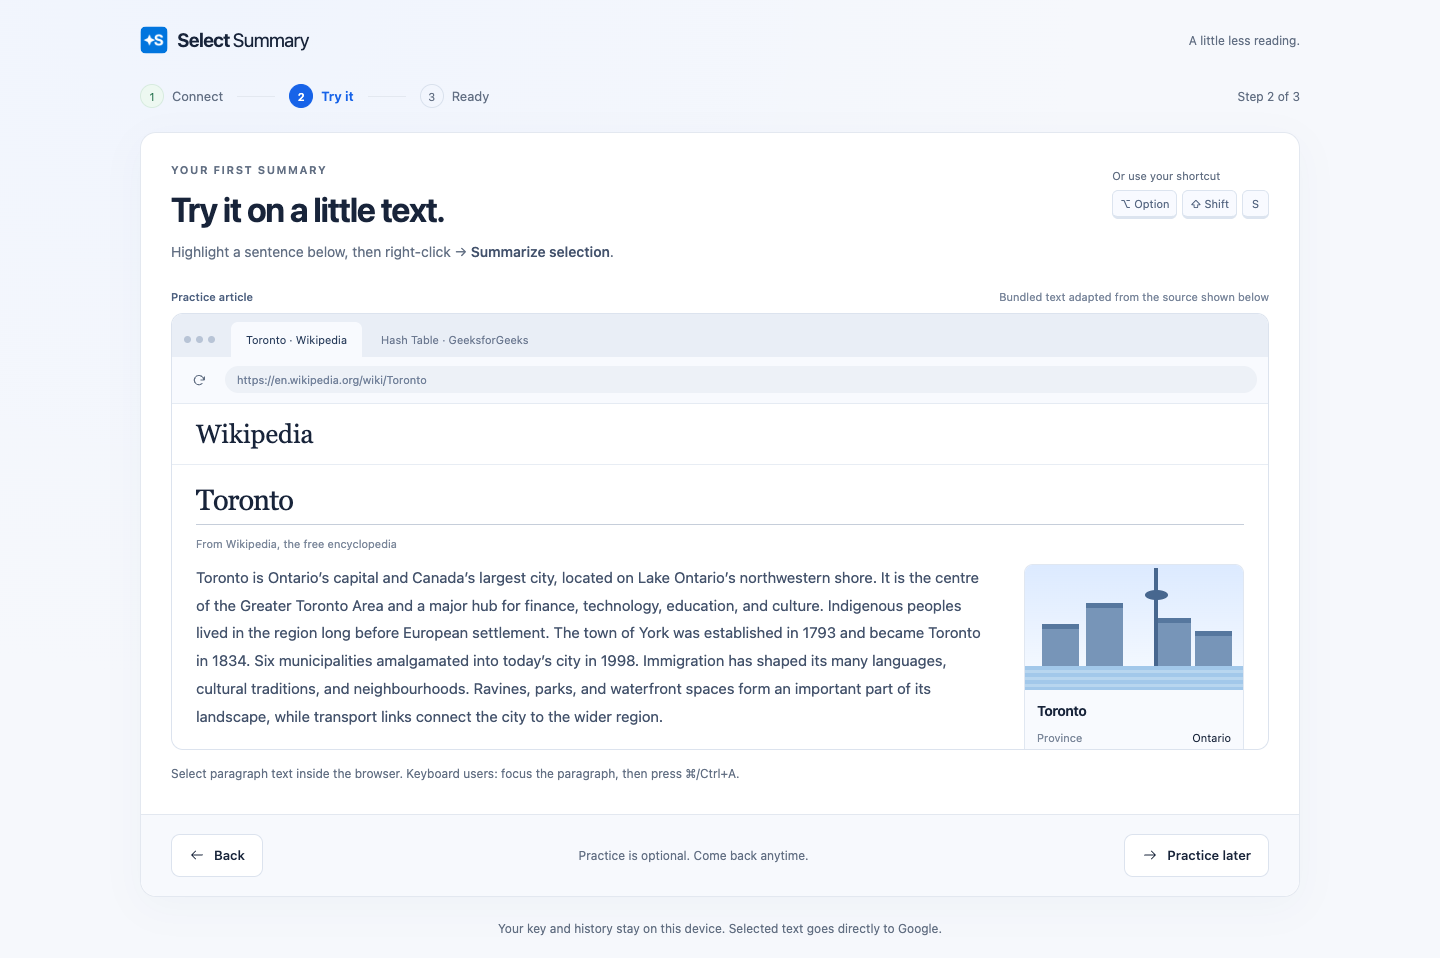 S
Select Summary
A little less reading.
1 Connect
2 Try it
3 Ready
Step 2 of 3
YOUR FIRST SUMMARY
Try it on a little text.
Highlight a sentence below, then right-click → Summarize selection.
Or use your shortcut
⌥ Option
⇧ Shift
S
Practice article
Bundled text adapted from the source shown below
Toronto · Wikipedia
Hash Table · GeeksforGeeks
https://en.wikipedia.org/wiki/Toronto
Wikipedia
Toronto
From Wikipedia, the free encyclopedia
Toronto is Ontario’s capital and Canada’s largest city, located on Lake Ontario’s northwestern shore. It is the centre
of the Greater Toronto Area and a major hub for finance, technology, education, and culture. Indigenous peoples
lived in the region long before European settlement. The town of York was established in 1793 and became Toronto
in 1834. Six municipalities amalgamated into today’s city in 1998. Immigration has shaped its many languages,
cultural traditions, and neighbourhoods. Ravines, parks, and waterfront spaces form an important part of its
landscape, while transport links connect the city to the wider region.
Toronto
Province Ontario
Select paragraph text inside the browser. Keyboard users: focus the paragraph, then press ⌘/Ctrl+A.
← Back
Practice is optional. Come back anytime.
→ Practice later
Your key and history stay on this device. Selected text goes directly to Google.